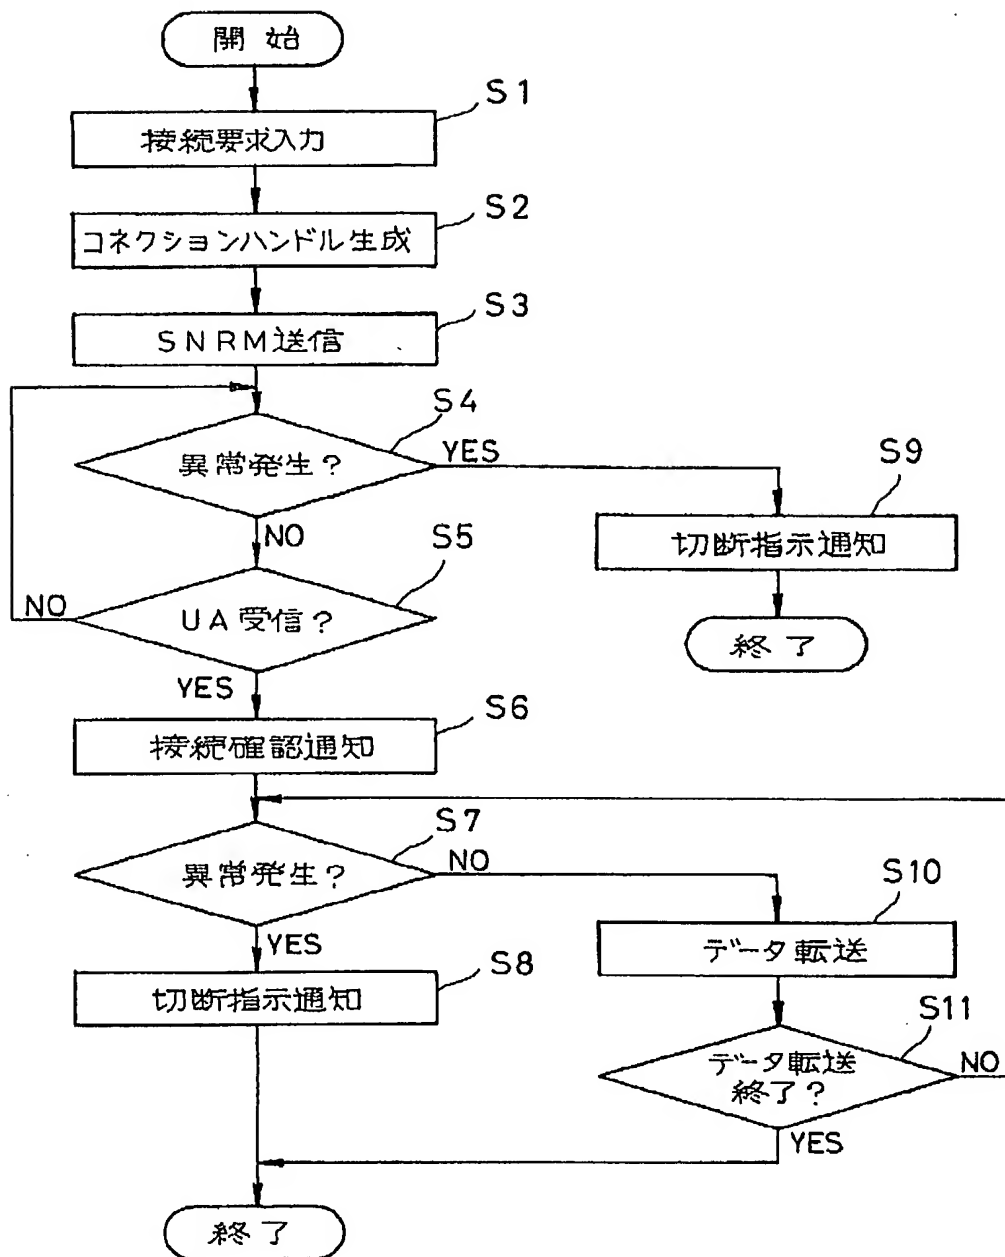 開始
S1
接続要求入力
S2
コネクションハンドル生成
S3
SNRM送信
S4
異常発生？
YES
NO
S9
切断指示通知
終了
S5
UA受信？
NO
YES
S6
接続確認通知
S7
異常発生？
NO
YES
S10
データ転送
S8
切断指示通知
S11
データ転送
終了？
NO
YES
終了